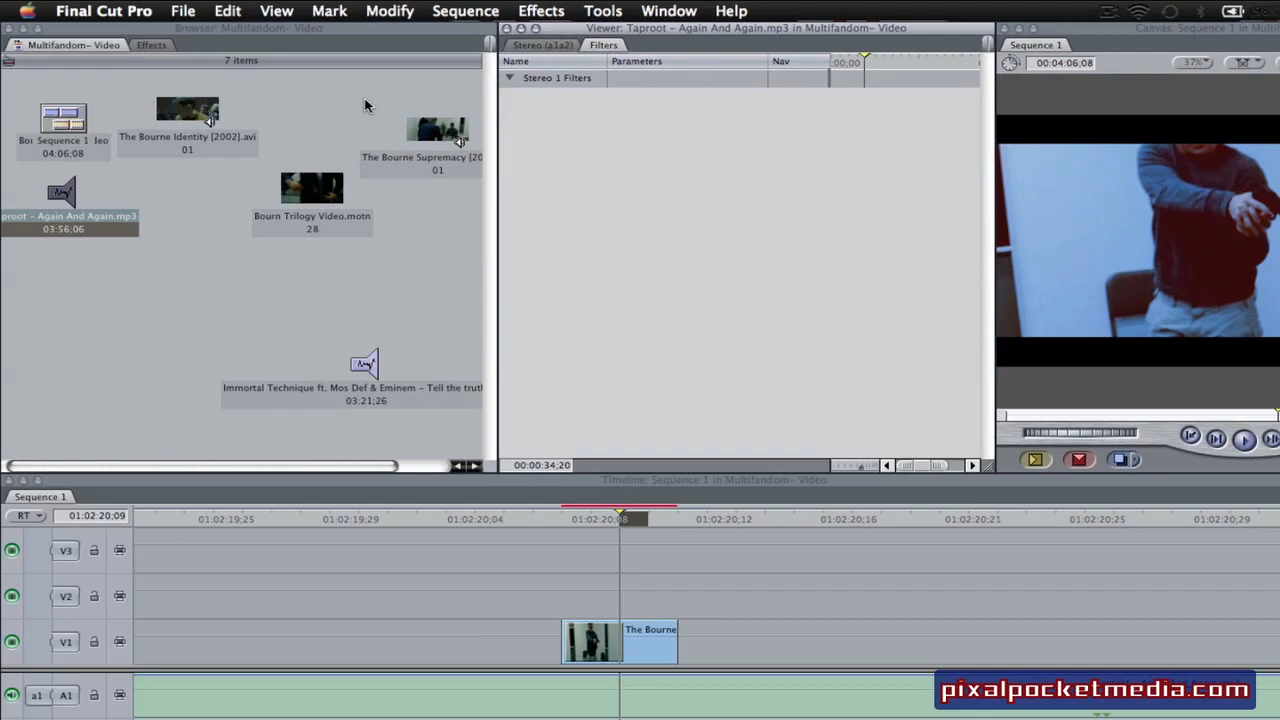 Final Cut Pro File Edit View Mark Modify Sequence Effects Tools Window Help
Browser: Multifandom- Video
Viewer: Taproot - Again And Again.mp3 in Multifandom- Video
Canvas: Sequence 1 in Multifandom
Multifandom- Video Effects
Stereo (a1a2) Filters
Sequence 1
7 items
Name Parameters Nav
;00;00
00:04:06;08
37%
Stereo 1 Filters
Sequence 1
04:06;08
The Bourne Identity [2002].avi
01
The Bourne Supremacy [20
01
proot - Again And Again.mp3
03:56;06
Bourn Trilogy Video.motn
28
Immortal Technique ft. Mos Def & Eminem - Tell the truth
03:21;26
00:00:34;20
Timeline: Sequence 1 in Multifandom- Video
Sequence 1
RT
01:02:20;09
01:02:19;25 01:02:19;29 01:02:20;04 01:02:20;08 01:02:20;12 01:02:20;16 01:02:20;21 01:02:20;25 01:02:20;29
V3
V2
V1
The Bourne
a1 A1
pixalpocketmedia.com